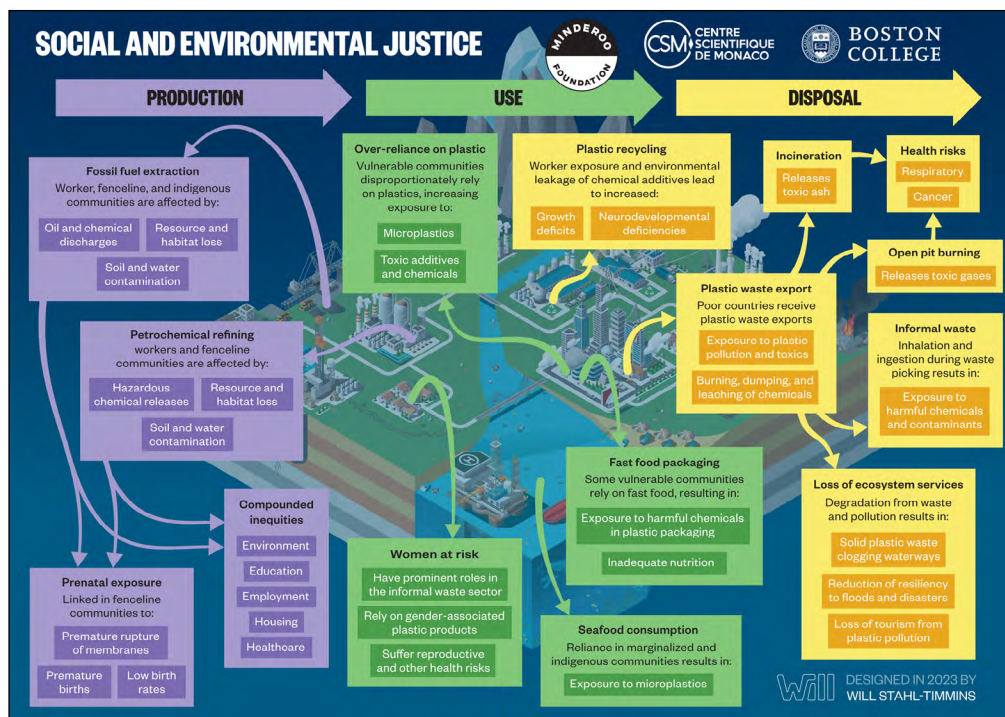 SOCIAL AND ENVIRONMENTAL JUSTICE
MINDEROO
FOUNDATION
CSM
CENTRE
SCIENTIFIQUE
DE MONACO
BOSTON
COLLEGE
PRODUCTION
USE
DISPOSAL
Fossil fuel extraction
Worker, fenceline, and indigenous
communities are affected by:
Oil and chemical
discharges
Resource and
habitat loss
Soil and water
contamination
Petrochemical refining
workers and fenceline
communities are affected by:
Hazardous
chemical releases
Resource and
habitat loss
Soil and water
contamination
Compounded
inequities
Environment
Education
Employment
Housing
Healthcare
Prenatal exposure
Linked in fenceline
communities to:
Premature rupture
of membranes
Premature
births
Low birth
rates
Over-reliance on plastic
Vulnerable communities
disproportionately rely
on plastics, increasing
exposure to:
Microplastics
Toxic additives
and chemicals
Women at risk
Have prominent roles in
the informal waste sector
Rely on gender-associated
plastic products
Suffer reproductive
and other health risks
Fast food packaging
Some vulnerable communities
rely on fast food, resulting in:
Exposure to harmful chemicals
in plastic packaging
Inadequate nutrition
Seafood consumption
Reliance in marginalized and
indigenous communities results in:
Exposure to microplastics
Plastic recycling
Worker exposure and environmental
leakage of chemical additives lead
to increased:
Growth
deficits
Neurodevelopmental
deficiencies
Plastic waste export
Poor countries receive
plastic waste exports
Exposure to plastic
pollution and toxics
Burning, dumping, and
leaching of chemicals
Incineration
Releases
toxic ash
Health risks
Respiratory
Cancer
Open pit burning
Releases toxic gases
Informal waste
Inhalation and
ingestion during waste
picking resuts in:
Exposure to
harmful chemicals
and contaminants
Loss of ecosystem services
Degradation from waste
and pollution results in:
Solid plastic waste
clogging waterways
Reduction of resiliency
to floods and disasters
Loss of tourism from
plastic pollution
H
Will
DESIGNED IN 2023 BY
WILL STAHL-TIMMINS